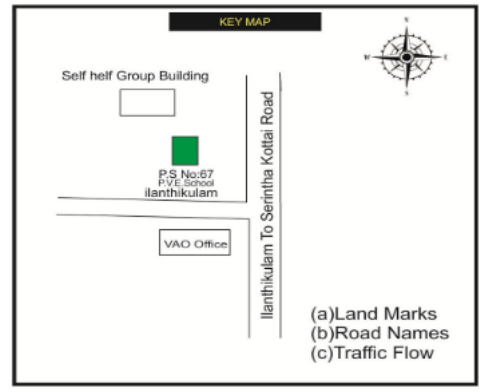 KEY MAP
N
W
E
S
Self helf Group Building
P.S No:67
P.V.E.School
ilanthikulam
VAO Office
Ilanthikulam To Serintha Kottai Road
(a)Land Marks
(b)Road Names
(c)Traffic Flow